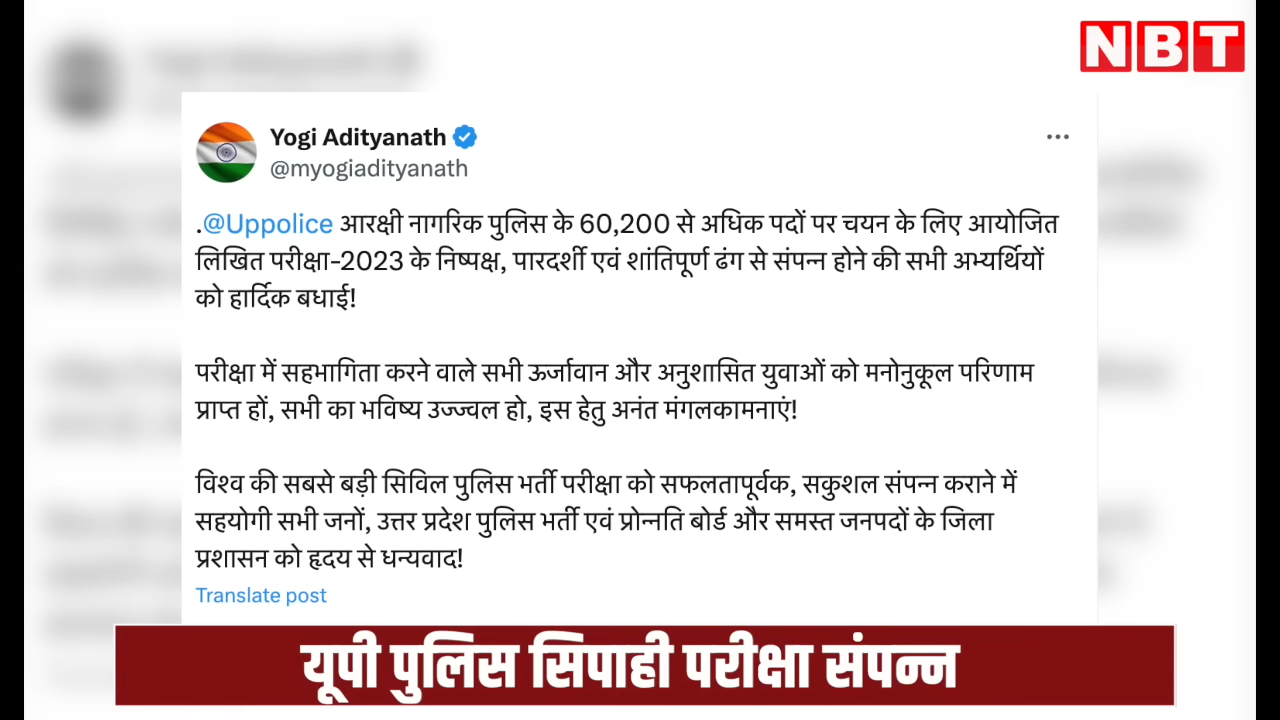 NBT
Yogi Adityanath
@myogiadityanath
.@Uppolice आरक्षी नागरिक पुलिस के 60,200 से अधिक पदों पर चयन के लिए आयोजित
लिखित परीक्षा-2023 के निष्पक्ष, पारदर्शी एवं शांतिपूर्ण ढंग से संपन्न होने की सभी अभ्यर्थियों
को हार्दिक बधाई!
परीक्षा में सहभागिता करने वाले सभी ऊर्जावान और अनुशासित युवाओं को मनोनुकूल परिणाम
प्राप्त हों, सभी का भविष्य उज्ज्वल हो, इस हेतु अनंत मंगलकामनाएं!
विश्व की सबसे बड़ी सिविल पुलिस भर्ती परीक्षा को सफलतापूर्वक, सकुशल संपन्न कराने में
सहयोगी सभी जनों, उत्तर प्रदेश पुलिस भर्ती एवं प्रोन्नति बोर्ड और समस्त जनपदों के जिला
प्रशासन को हृदय से धन्यवाद!
Translate post
यूपी पुलिस सिपाही परीक्षा संपन्न